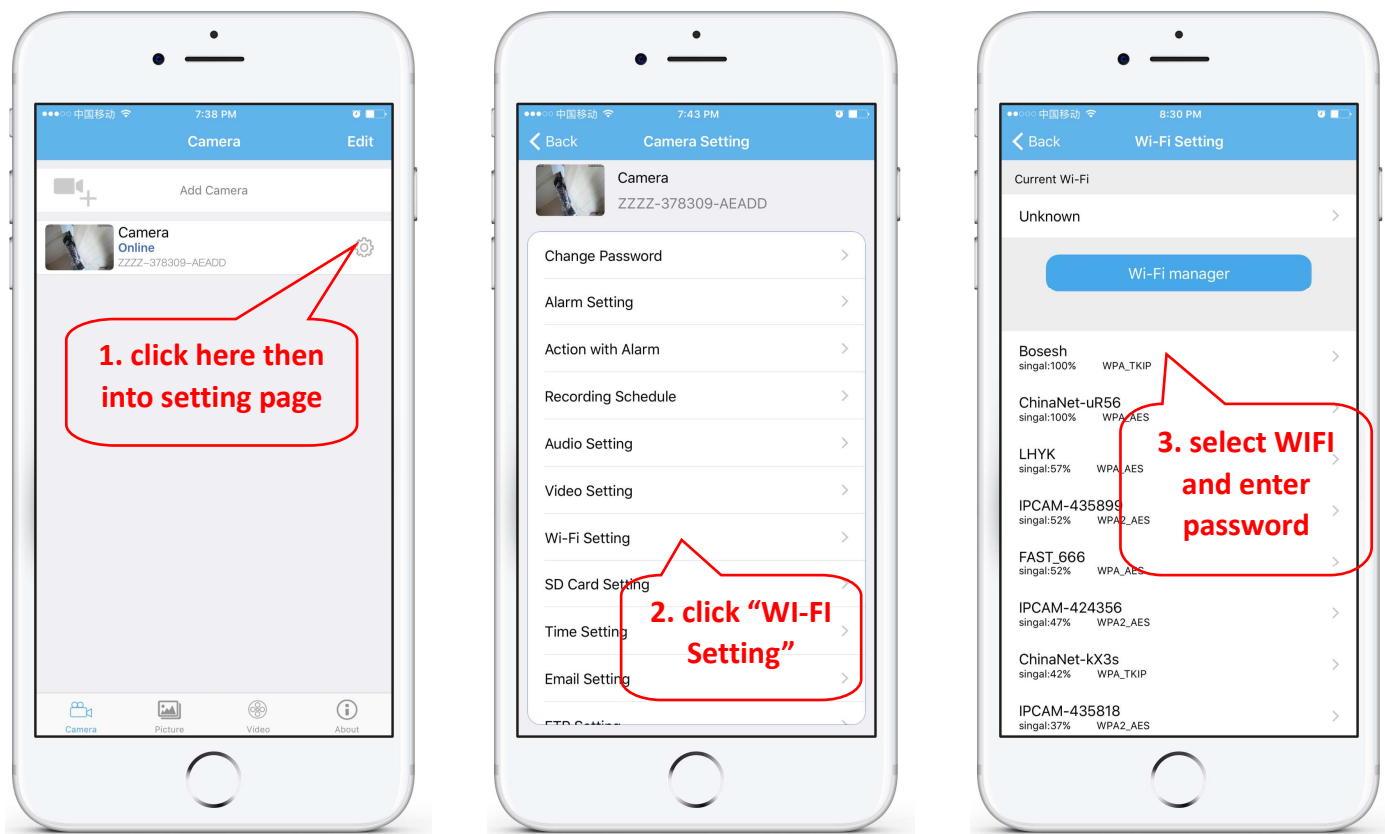 中国移动 7:38 PM
Camera Edit
Add Camera
Camera
Online
ZZZZ-378309-AEADD
1. click here then
into setting page
Camera Picture Video About
中国移动 7:43 PM
Back Camera Setting
Camera
ZZZZ-378309-AEADD
Change Password
Alarm Setting
Action with Alarm
Recording Schedule
Audio Setting
Video Setting
Wi-Fi Setting
SD Card Setting
Time Setting
Email Setting
FTP Setting
2. click “WI-FI
Setting”
中国移动 8:30 PM
Back Wi-Fi Setting
Current Wi-Fi
Unknown
Wi-Fi manager
Bosesh
singal:100% WPA_TKIP
ChinaNet-uR56
singal:100% WPA_AES
LHYK
singal:57% WPA_AES
IPCAM-435899
singal:52% WPA2_AES
FAST_666
singal:52% WPA_AES
IPCAM-424356
singal:47% WPA2_AES
ChinaNet-kX3s
singal:42% WPA_TKIP
IPCAM-435818
singal:37% WPA2_AES
3. select WIFI
and enter
password